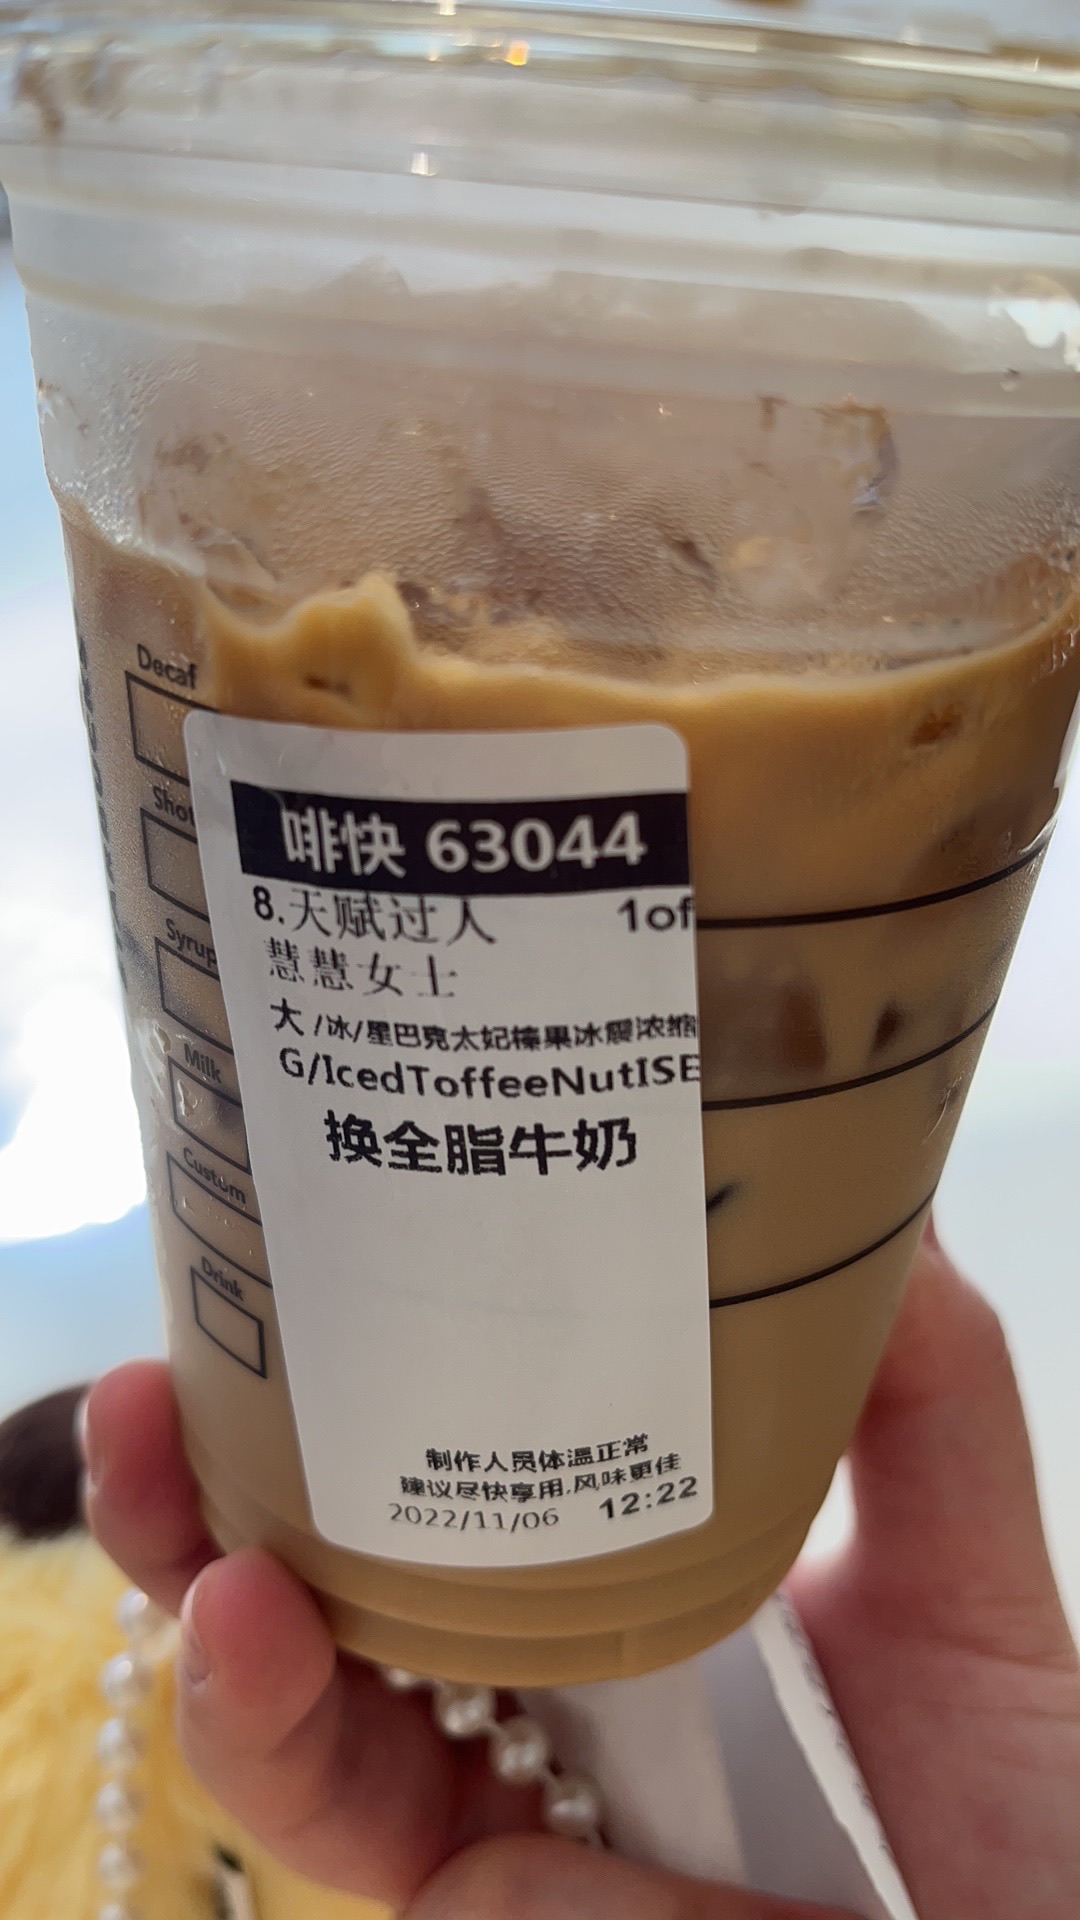 Decaf
Shot
Syrup
Milk
Custom
Drink
啡快 63044
8.天赋过人 1of
慧慧女士
大/冰/星巴克太妃榛果冰震浓缩
G/IcedToffeeNutISE
换全脂牛奶
制作人员体温正常
建议尽快享用,风味更佳
2022/11/06 12:22